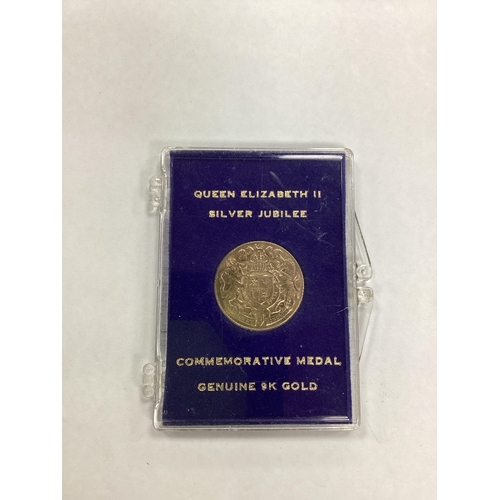 QUEEN ELIZABETH II
SILVER JUBILEE
COMMEMORATIVE MEDAL
GENUINE 9K GOLD